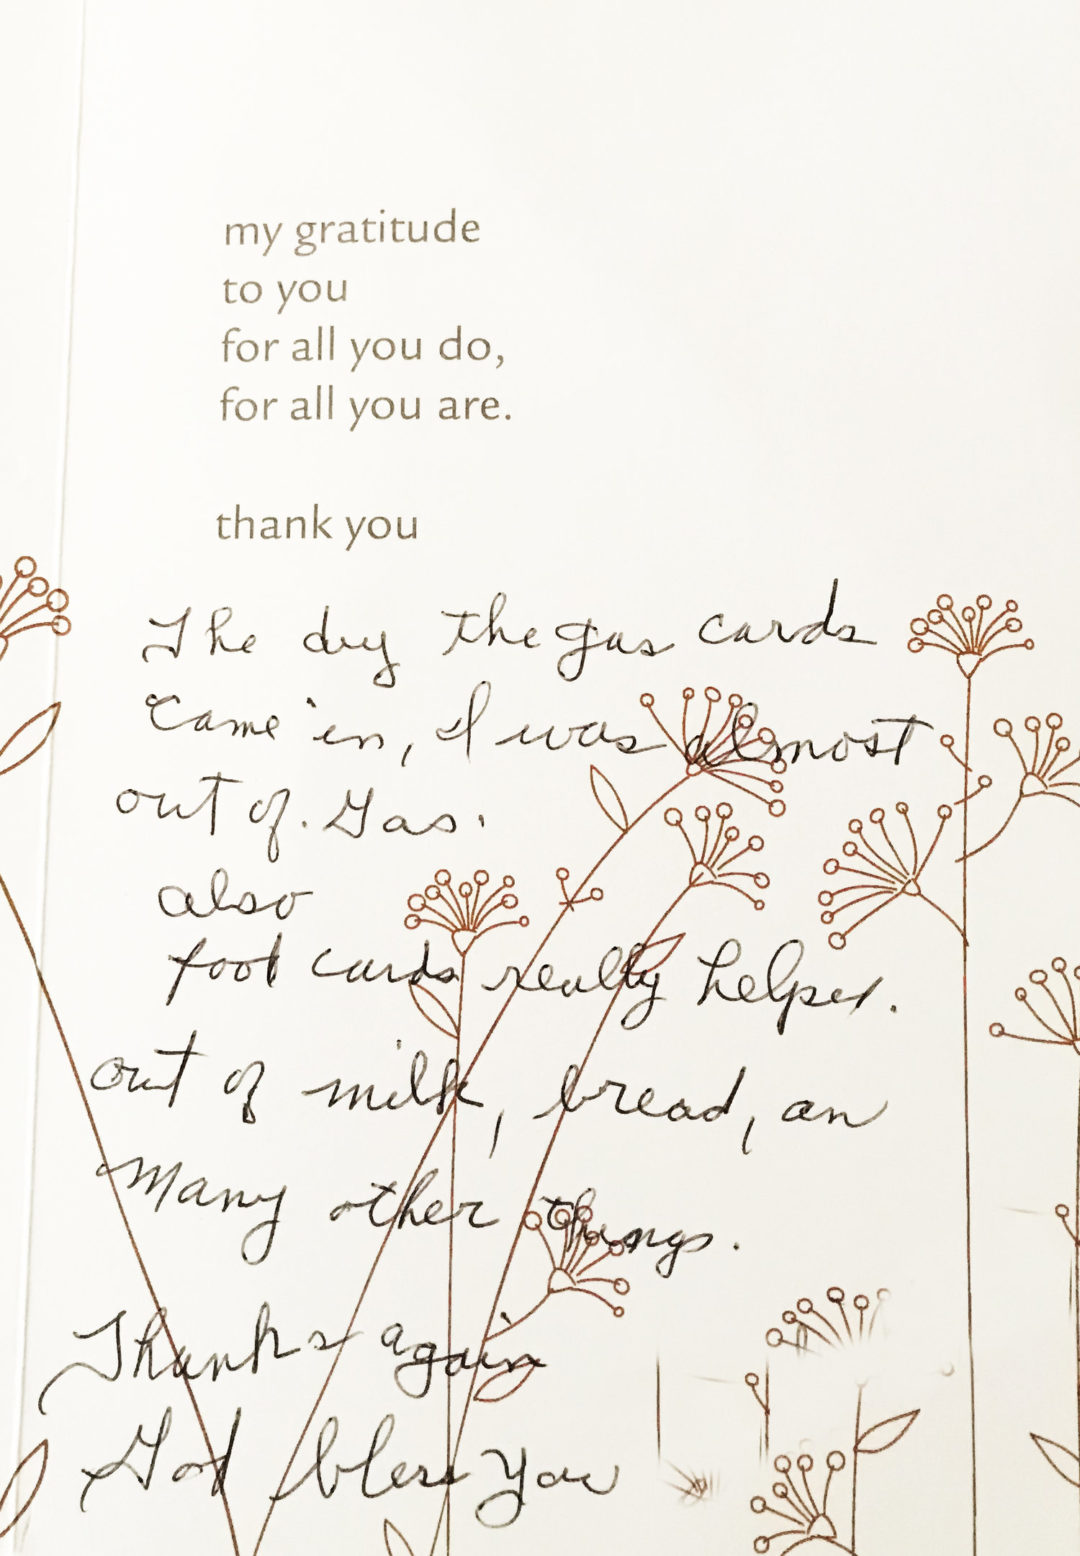 my gratitude
to you
for all you do,
for all you are.
thank you
The day the gas cards
came in, I was almost
out of. Gas.
also
food cards really helped.
out of milk, bread, an
many other things.
Thanks again
God bless you